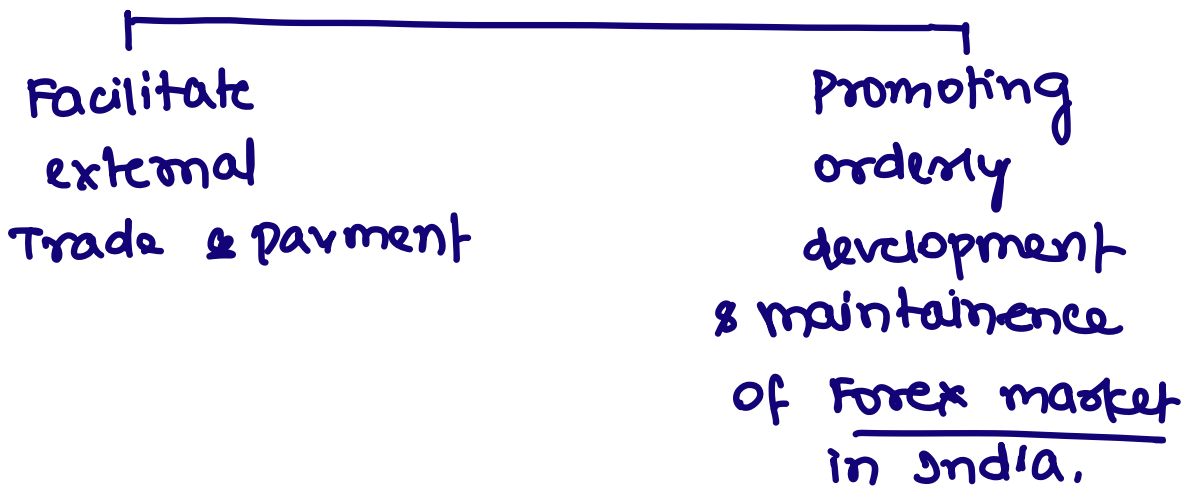 Facilitate
external
Trade & payment
Promoting
orderly
development
& maintainence
of Forex market
in India.